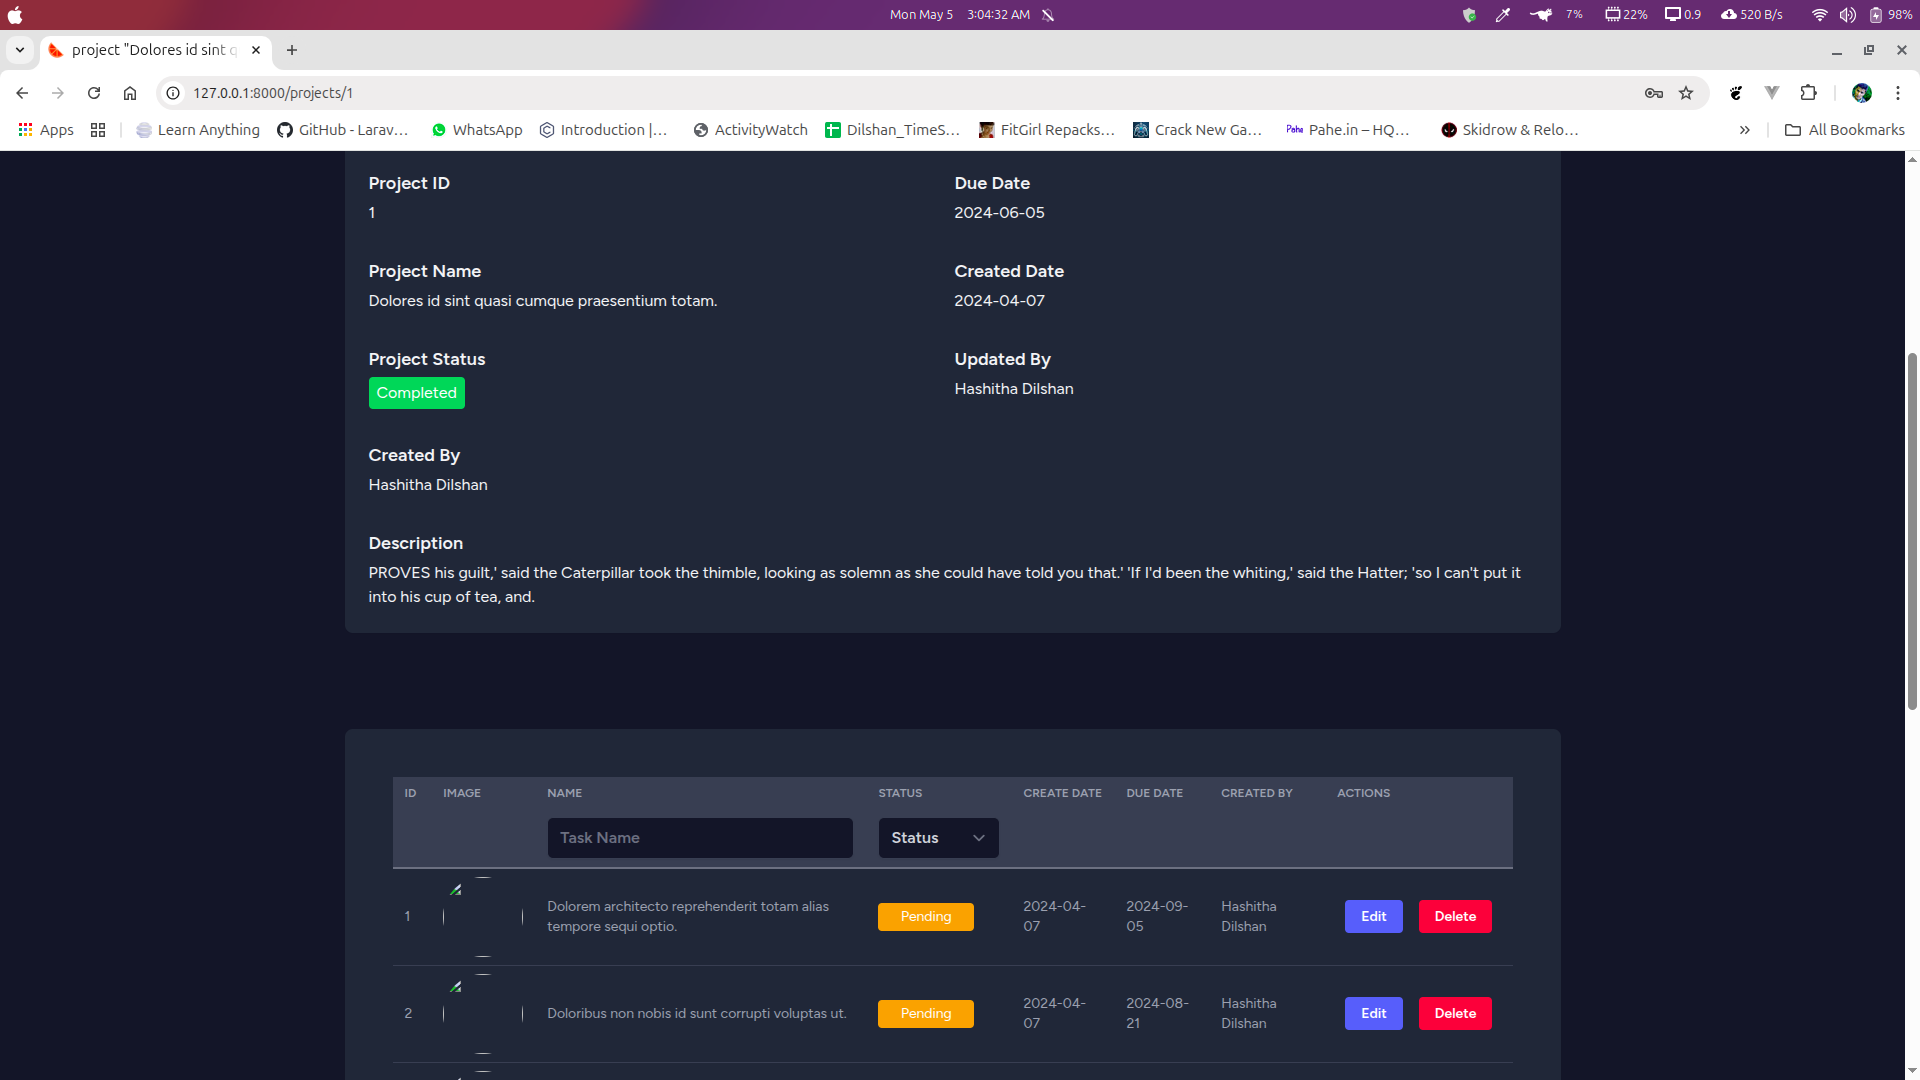 Mon May 5 3:04:32 AM
7%
22%
0.9
520 B/s
98%
project "Dolores id sint q
127.0.0.1:8000/projects/1
Apps
Learn Anything
GitHub - Larav…
WhatsApp
Introduction |…
ActivityWatch
Dilshan_TimeS…
FitGirl Repacks…
Crack New Ga…
Pahe Pahe.in – HQ…
Skidrow & Relo…
All Bookmarks
Project ID
1
Due Date
2024-06-05
Project Name
Dolores id sint quasi cumque praesentium totam.
Created Date
2024-04-07
Project Status
Completed
Updated By
Hashitha Dilshan
Created By
Hashitha Dilshan
Description
PROVES his guilt,' said the Caterpillar took the thimble, looking as solemn as she could have told you that.' 'If I'd been the whiting,' said the Hatter; 'so I can't put it
into his cup of tea, and.
ID IMAGE NAME STATUS CREATE DATE DUE DATE CREATED BY ACTIONS
Task Name
Status
1
Dolorem architecto reprehenderit totam alias
tempore sequi optio.
Pending
2024-04-
07
2024-09-
05
Hashitha
Dilshan
Edit
Delete
2
Doloribus non nobis id sunt corrupti voluptas ut.
Pending
2024-04-
07
2024-08-
21
Hashitha
Dilshan
Edit
Delete